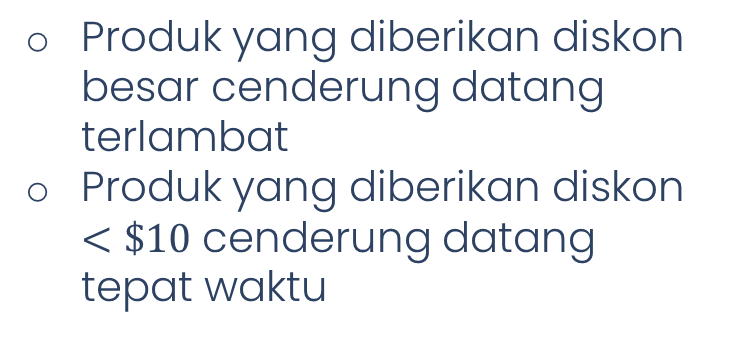 ○ Produk yang diberikan diskon
besar cenderung datang
terlambat
○ Produk yang diberikan diskon
< $10 cenderung datang
tepat waktu